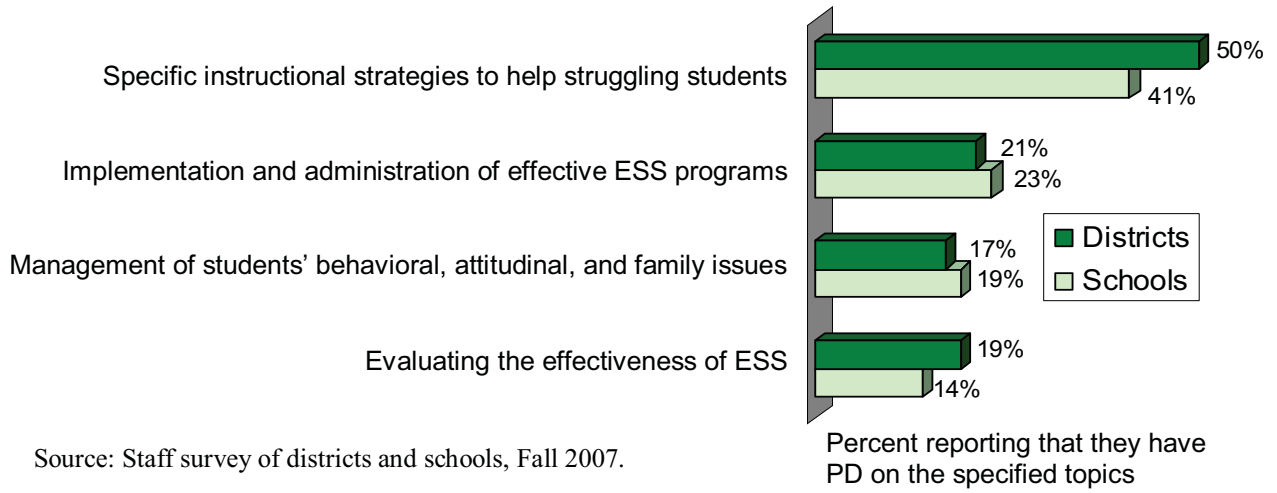 Specific instructional strategies to help struggling students
50%
41%
Implementation and administration of effective ESS programs
21%
23%
Management of students’ behavioral, attitudinal, and family issues
17%
19%
Districts
Schools
Evaluating the effectiveness of ESS
19%
14%
Source: Staff survey of districts and schools, Fall 2007.
Percent reporting that they have
PD on the specified topics